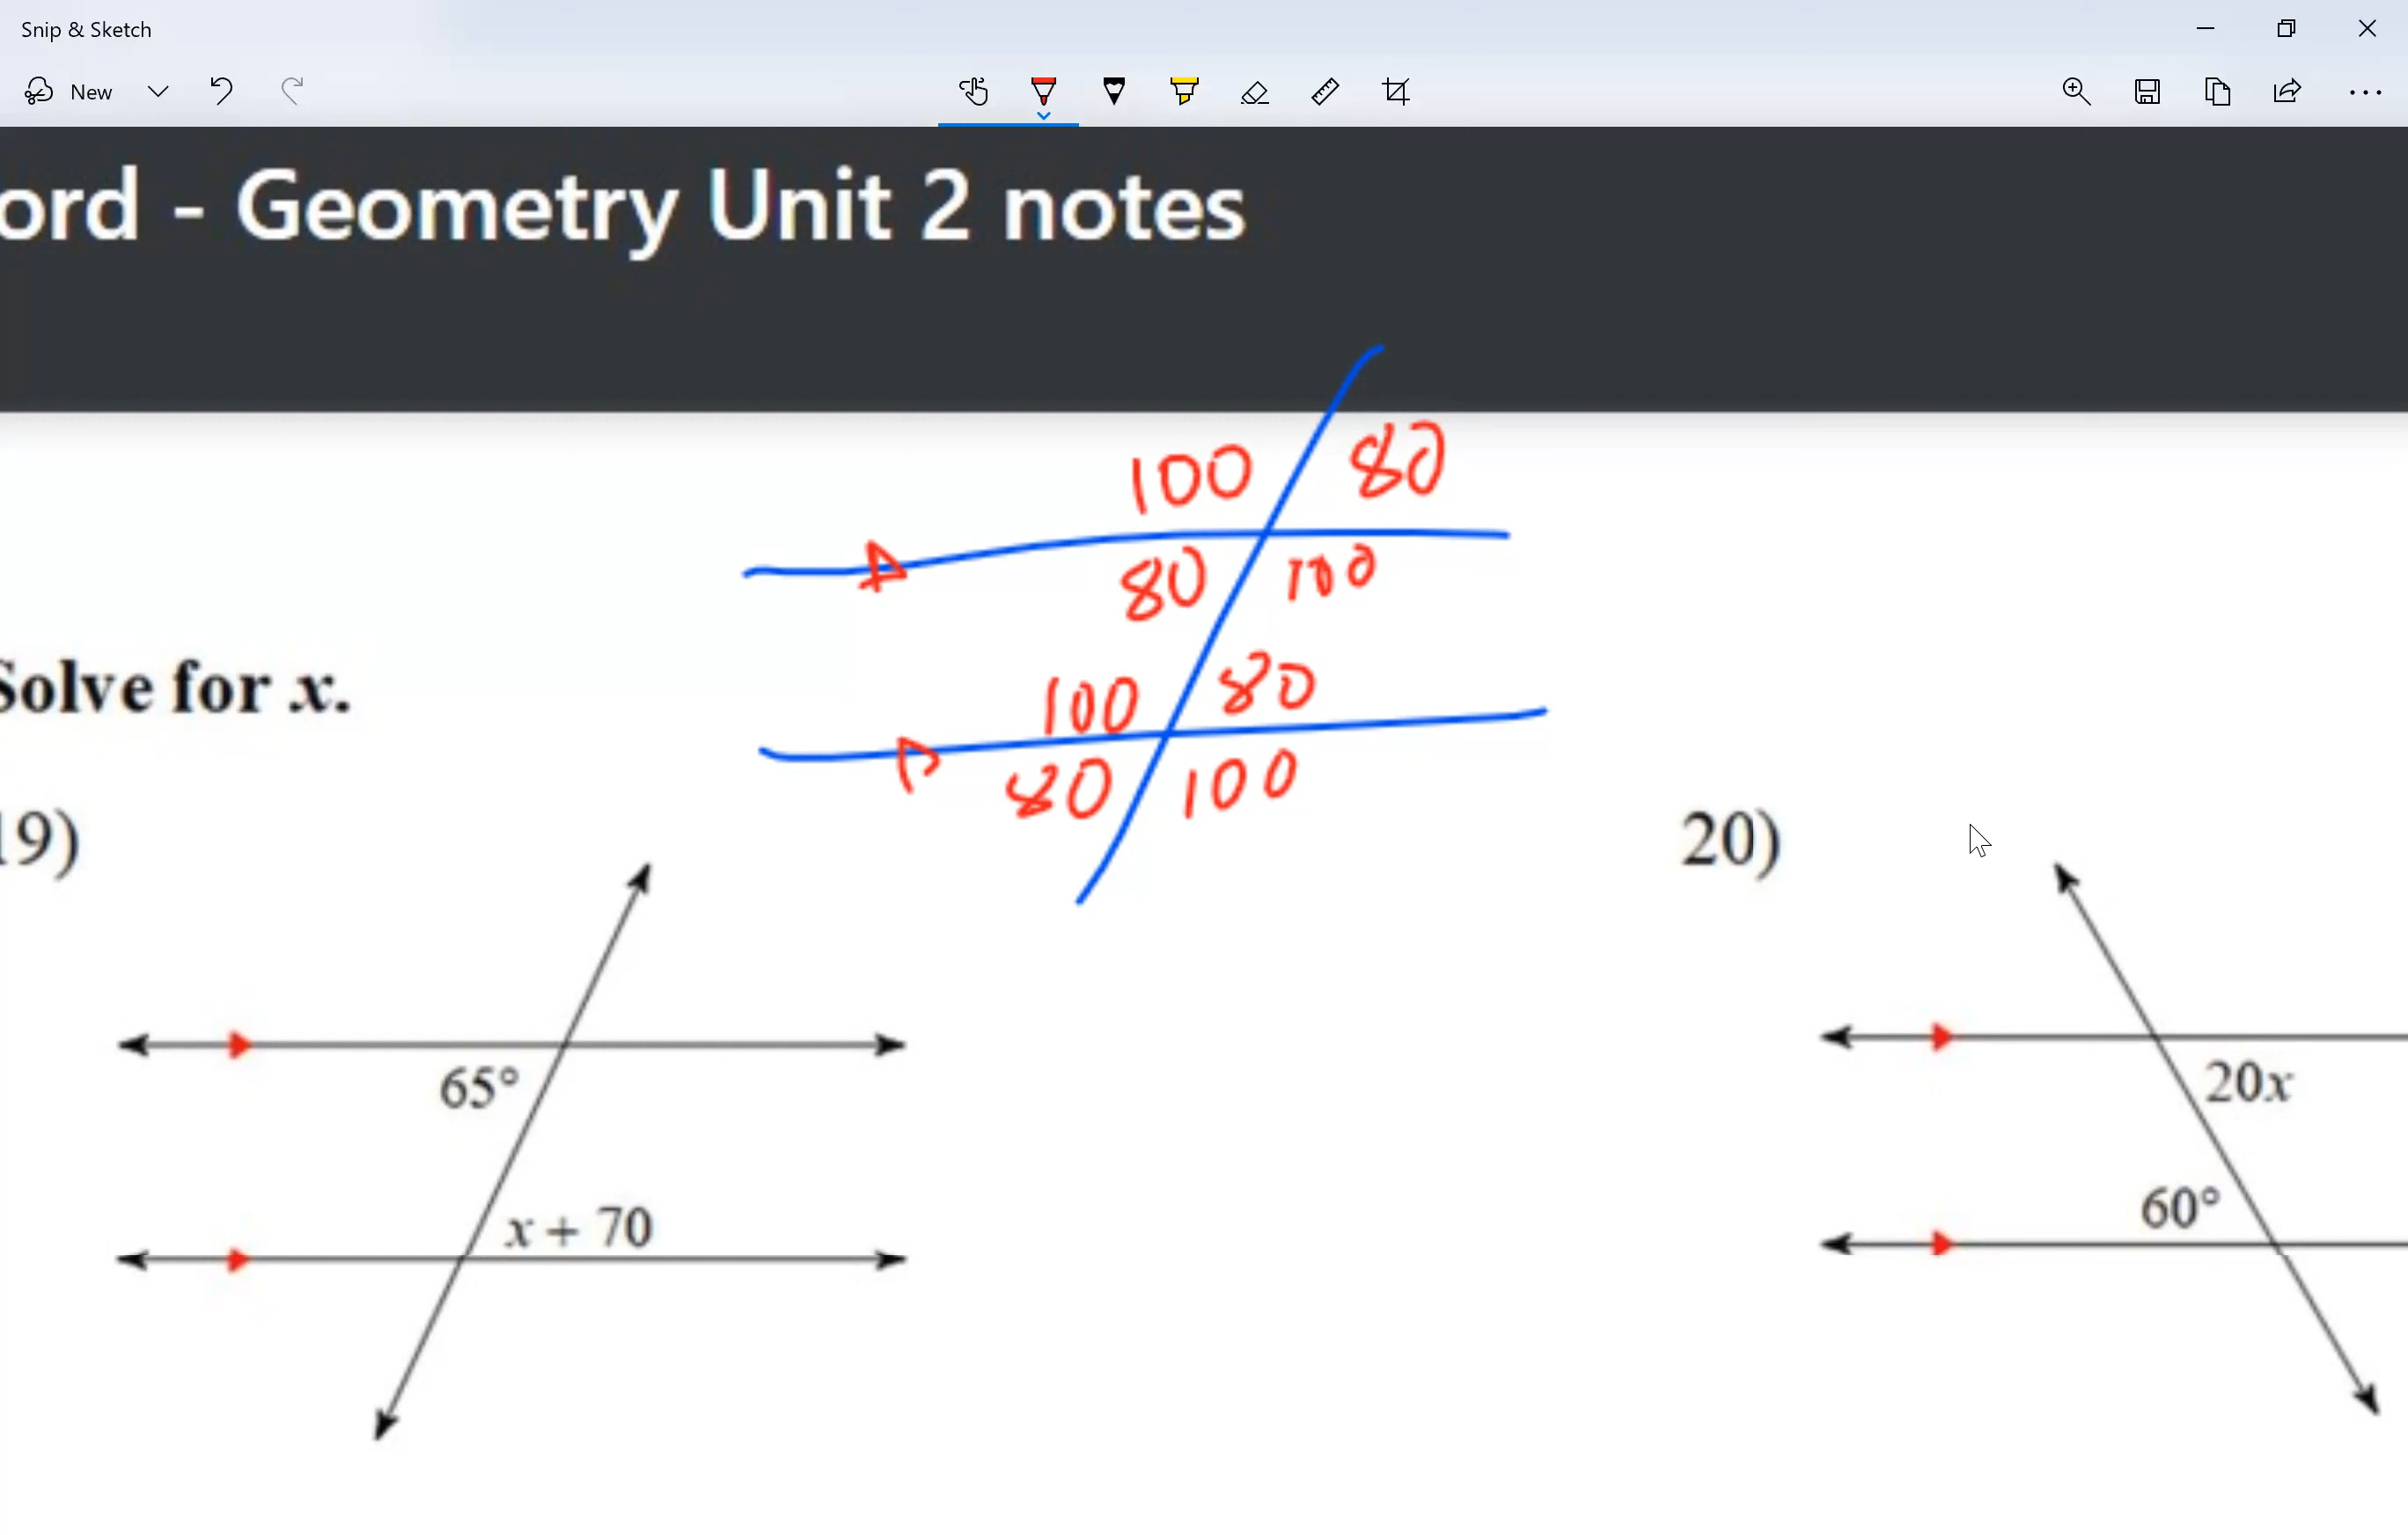 Snip & Sketch
New
ord - Geometry Unit 2 notes
100 80
80 100
Solve for x.
100 80
80 100
19)
20)
65°
20x
60°
x + 70